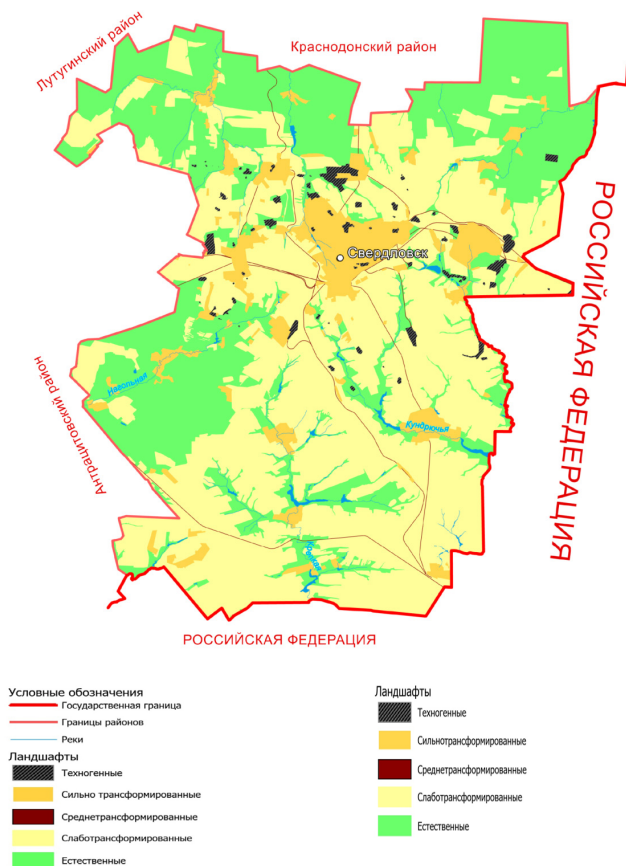 Лутугинский район
Краснодонский район
РОССИЙСКАЯ ФЕДЕРАЦИЯ
Свердловск
Нагольная
Антрацитовский район
Кундрючья
РОССИЙСКАЯ ФЕДЕРАЦИЯ
Условные обозначения
Государственная граница
Границы районов
Реки
Ландшафты
Техногенные
Сильно трансформированные
Среднетрансформированные
Слаботрансформированные
Естественные
Ландшафты
Техногенные
Сильнотрансформированные
Среднетрансформированные
Слаботрансформированные
Естественные